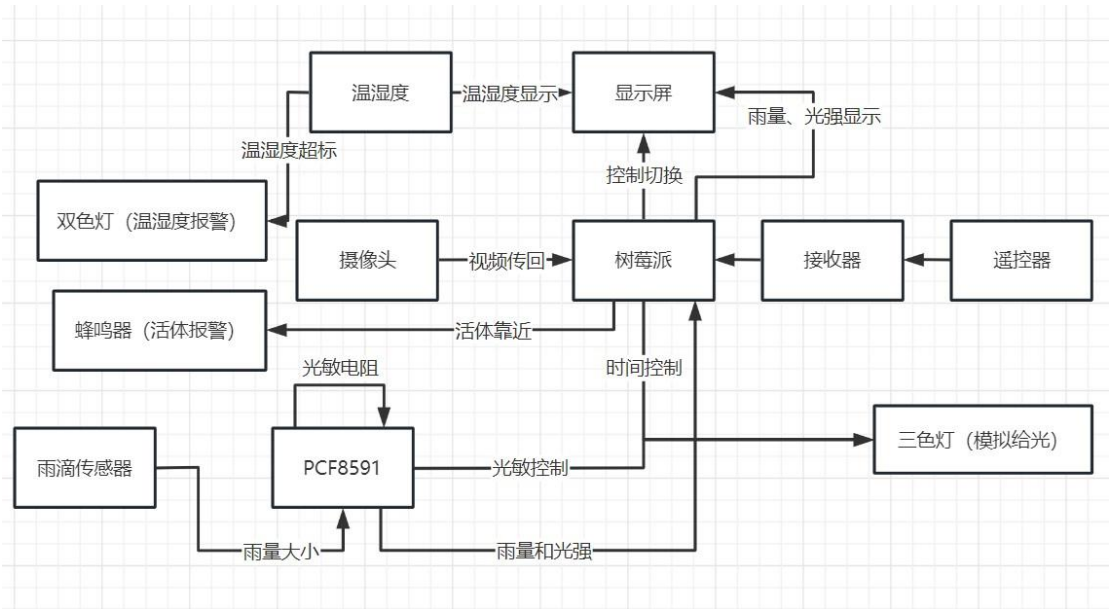 温湿度
温湿度显示
显示屏
雨量、光强显示
温湿度超标
控制切换
双色灯（温湿度报警）
摄像头
视频传回
树莓派
接收器
遥控器
蜂鸣器（活体报警）
活体靠近
光敏电阻
时间控制
雨滴传感器
PCF8591
光敏控制
三色灯（模拟给光）
雨量大小
雨量和光强